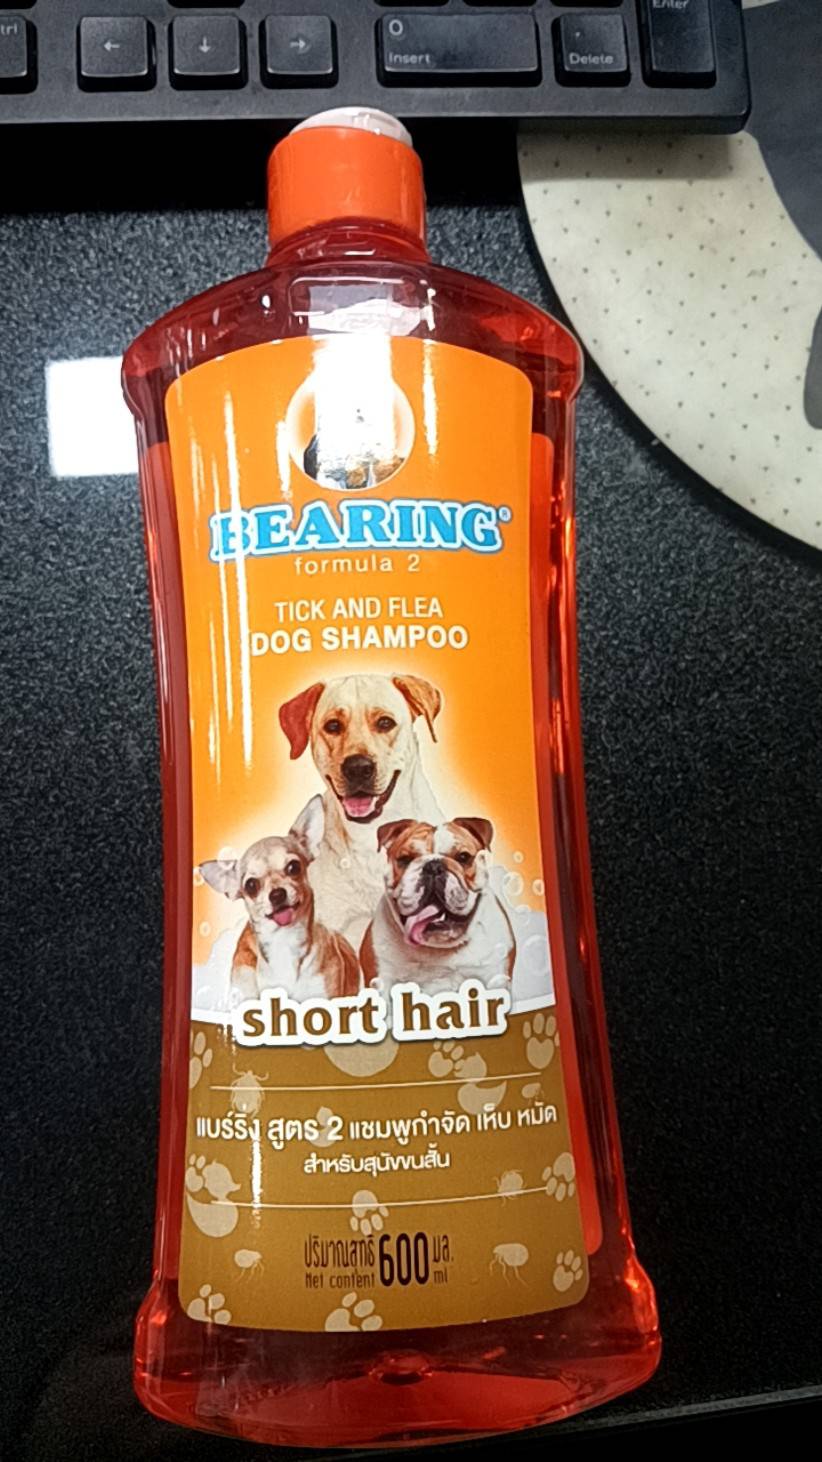 trl
←
↓
→
0
Insert
.
Delete
Enter
BEARING®
formula 2
TICK AND FLEA
DOG SHAMPOO
short hair
แบร์ริ่ง สูตร 2 แชมพูกำจัด เห็บ หมัด
สำหรับสุนัขขนสั้น
ปริมาณสุทธิ 600 มล.
Net content ml